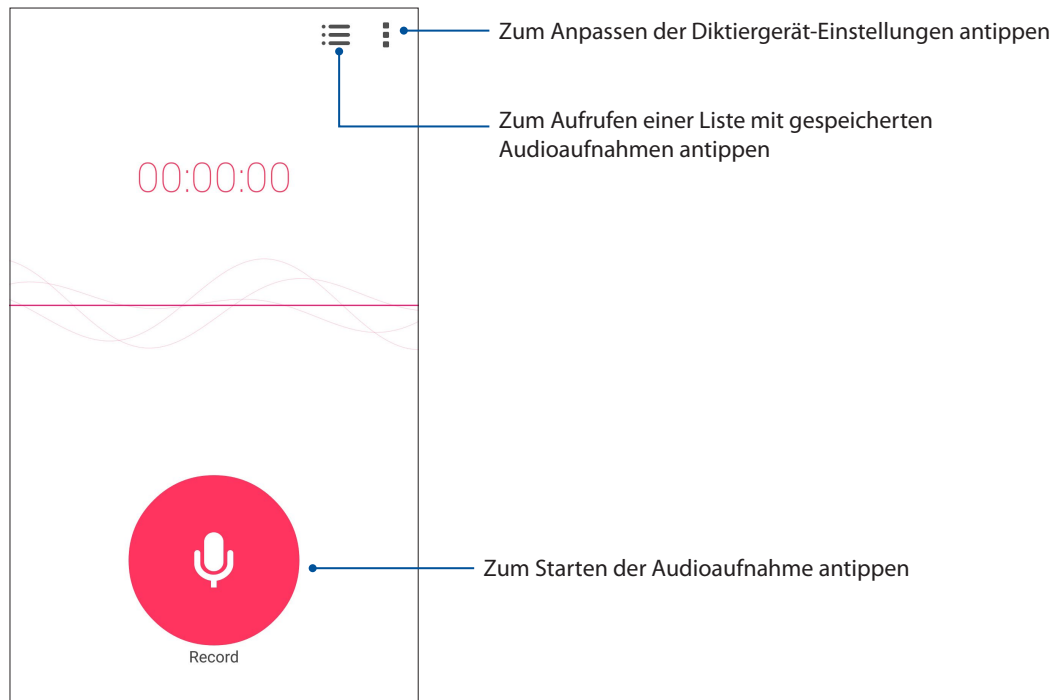 Zum Anpassen der Diktiergerät-Einstellungen antippen
Zum Aufrufen einer Liste mit gespeicherten
Audioaufnahmen antippen
00:00:00
Zum Starten der Audioaufnahme antippen
Record